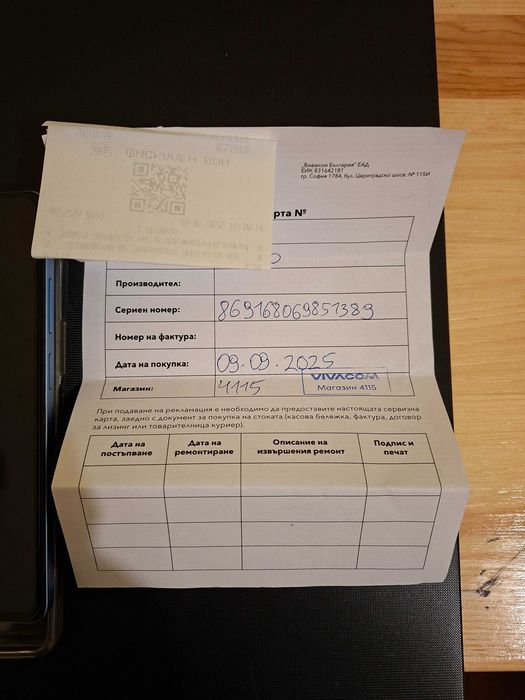 ФИСКАЛЕН БОН
„Виваком България“ ЕАД
ЕИК 831642181
гр. София 1784, бул. Цариградско шосе, № 115И
рта №
Производител:
Сериен номер: 869168069851389
Номер на фактура:
Дата на покупка: 09.09.2025
Магазин: 4115
VIVACOM
Магазин 4115
При подаване на рекламация е необходимо да предоставите настоящата сервизна
карта, заедно с документ за покупка на стоката (касова бележка, фактура, договор
за лизинг или товарителница куриер).
Дата на постъпване Дата на ремонтиране Описание на извършения ремонт Подпис и печат